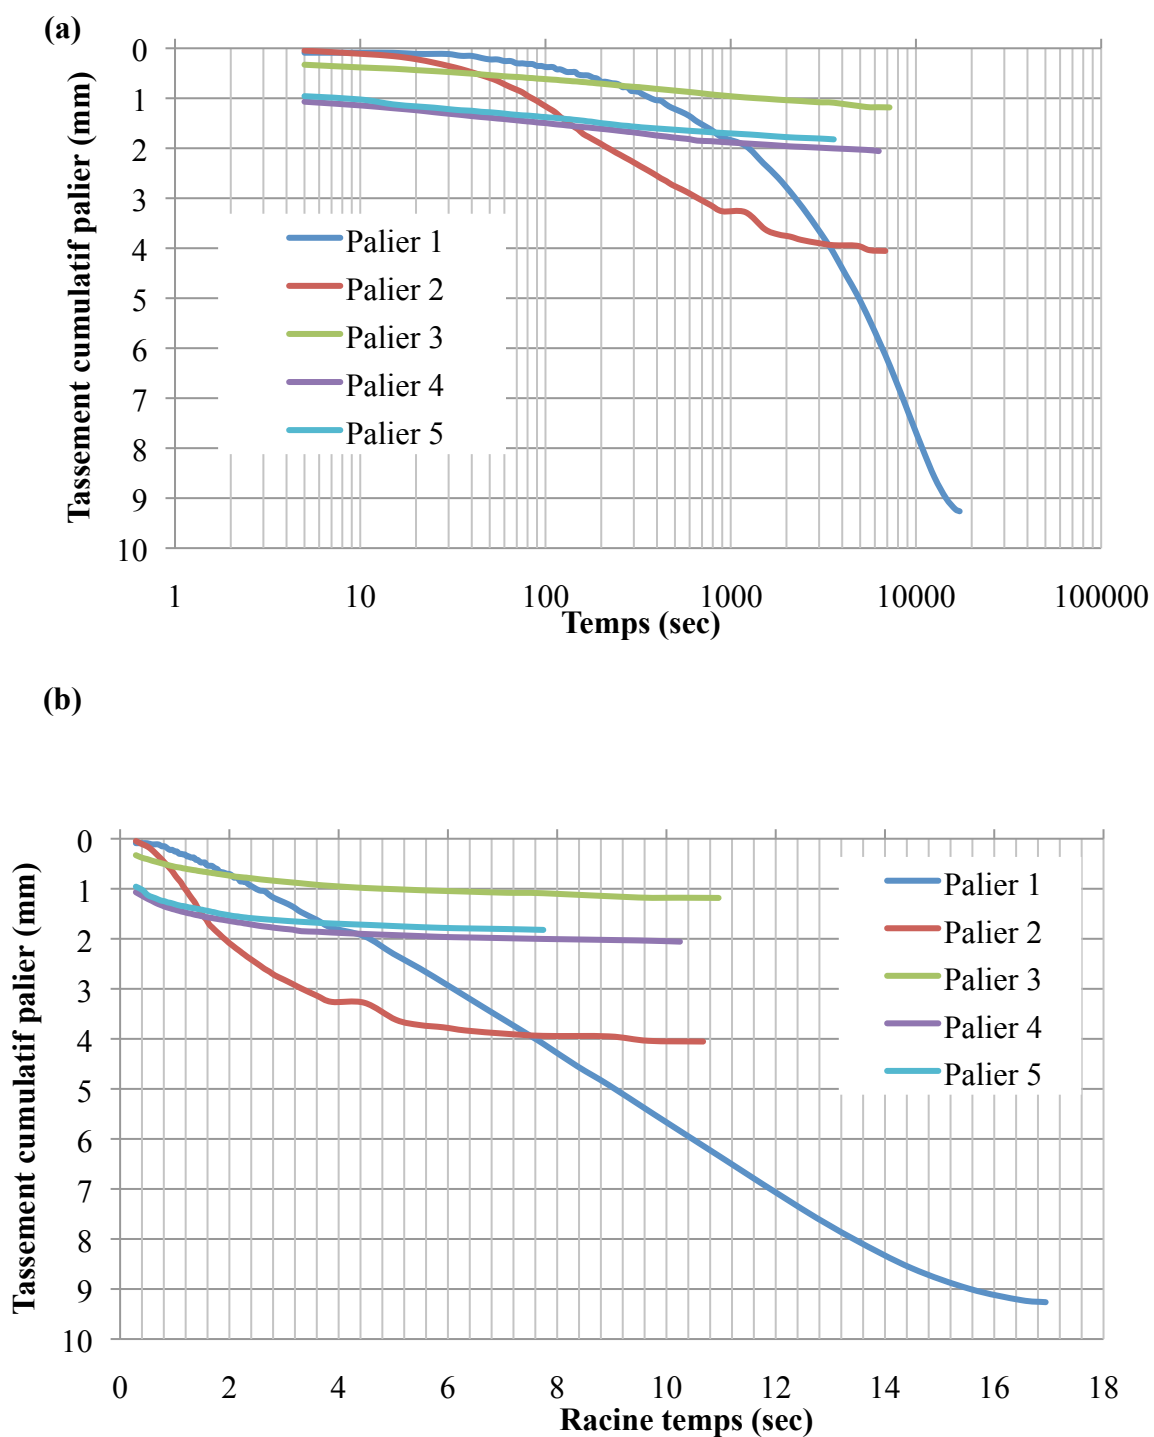 (a)
Tassement cumulatif palier (mm)
0
1
2
3
4
5
6
7
8
9
10
Palier 1
Palier 2
Palier 3
Palier 4
Palier 5
1 10 100 1000 10000 100000
Temps (sec)
(b)
Tassement cumulatif palier (mm)
0
1
2
3
4
5
6
7
8
9
10
Palier 1
Palier 2
Palier 3
Palier 4
Palier 5
0 2 4 6 8 10 12 14 16 18
Racine temps (sec)